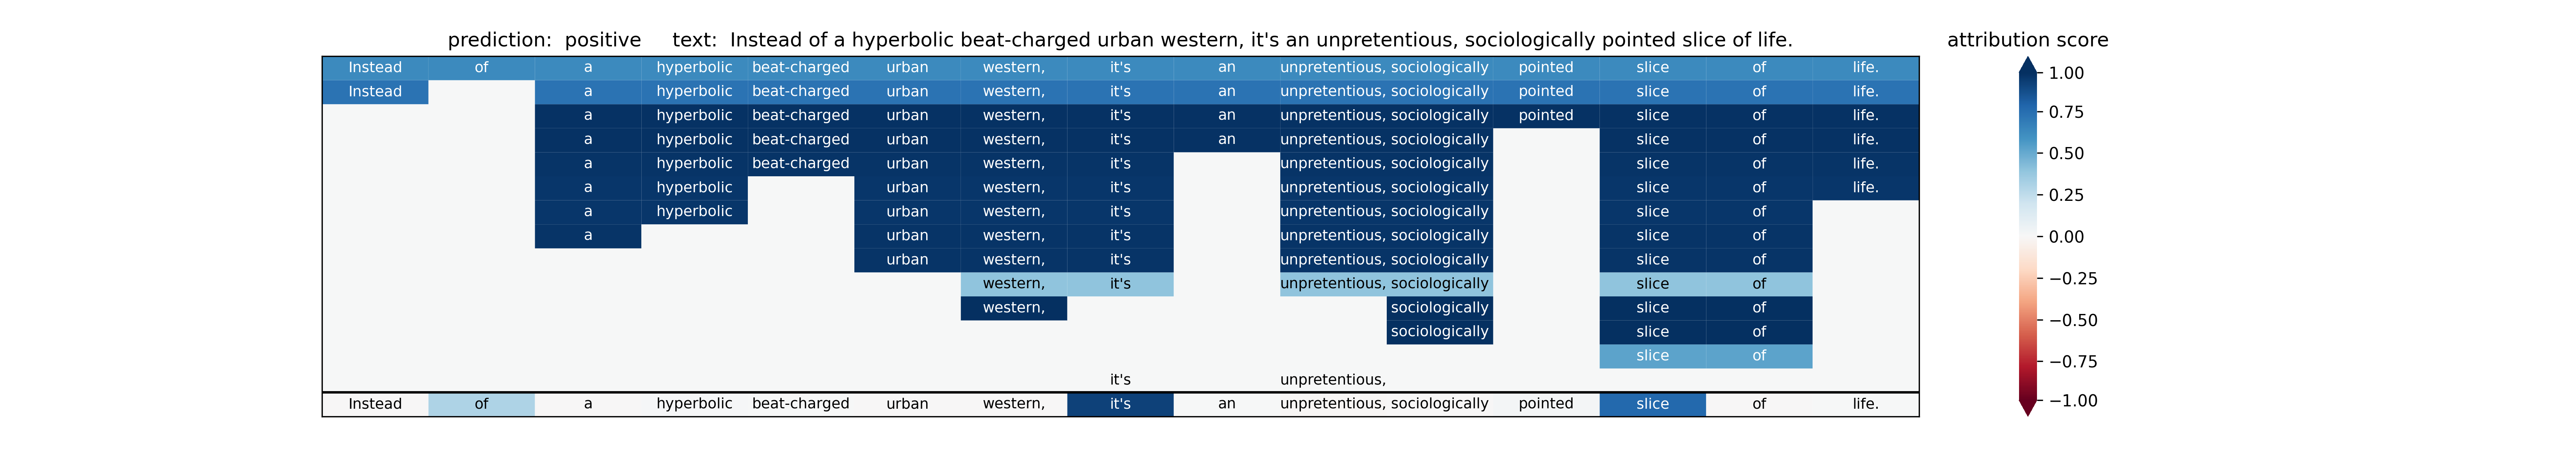 prediction:  positive     text:  Instead of a hyperbolic beat-charged urban western, it's an unpretentious, sociologically pointed slice of life.
attribution score
Instead of a hyperbolic beat-charged urban western, it's an unpretentious, sociologically pointed slice of life.
Instead a hyperbolic beat-charged urban western, it's an unpretentious, sociologically pointed slice of life.
a hyperbolic beat-charged urban western, it's an unpretentious, sociologically pointed slice of life.
a hyperbolic beat-charged urban western, it's an unpretentious, sociologically slice of life.
a hyperbolic beat-charged urban western, it's unpretentious, sociologically slice of life.
a hyperbolic urban western, it's unpretentious, sociologically slice of life.
a hyperbolic urban western, it's unpretentious, sociologically slice of
a urban western, it's unpretentious, sociologically slice of
urban western, it's unpretentious, sociologically slice of
western, it's unpretentious, sociologically slice of
western, sociologically slice of
sociologically slice of
slice of
it's unpretentious,
Instead of a hyperbolic beat-charged urban western, it's an unpretentious, sociologically pointed slice of life.
1.00
0.75
0.50
0.25
0.00
−0.25
−0.50
−0.75
−1.00